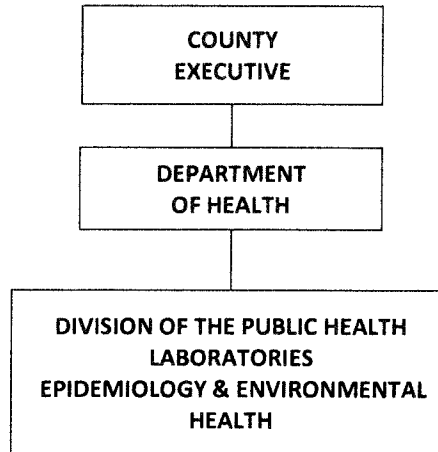 COUNTY
EXECUTIVE
DEPARTMENT
OF HEALTH
DIVISION OF THE PUBLIC HEALTH
LABORATORIES
EPIDEMIOLOGY & ENVIRONMENTAL
HEALTH